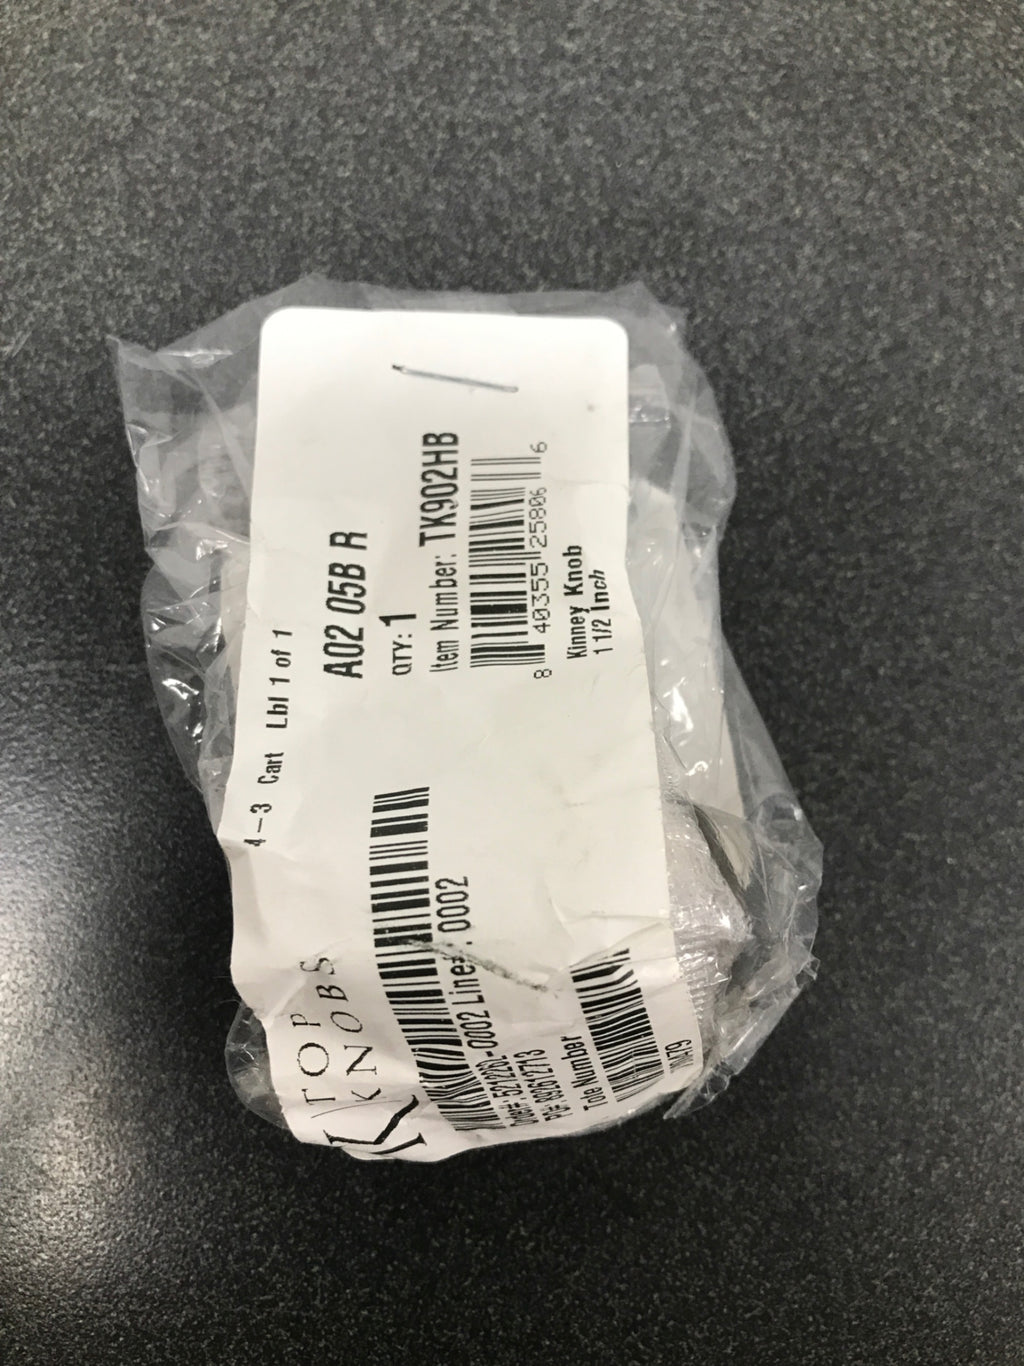 4-3 Cart Lbl 1 of 1
A02 05B R
QTY: 1
Item Number: TK902HB
8 40355 25806 6
Kinney Knob
1 1/2 Inch
TOP
KNOBS
Line#: 0002
Tote Number